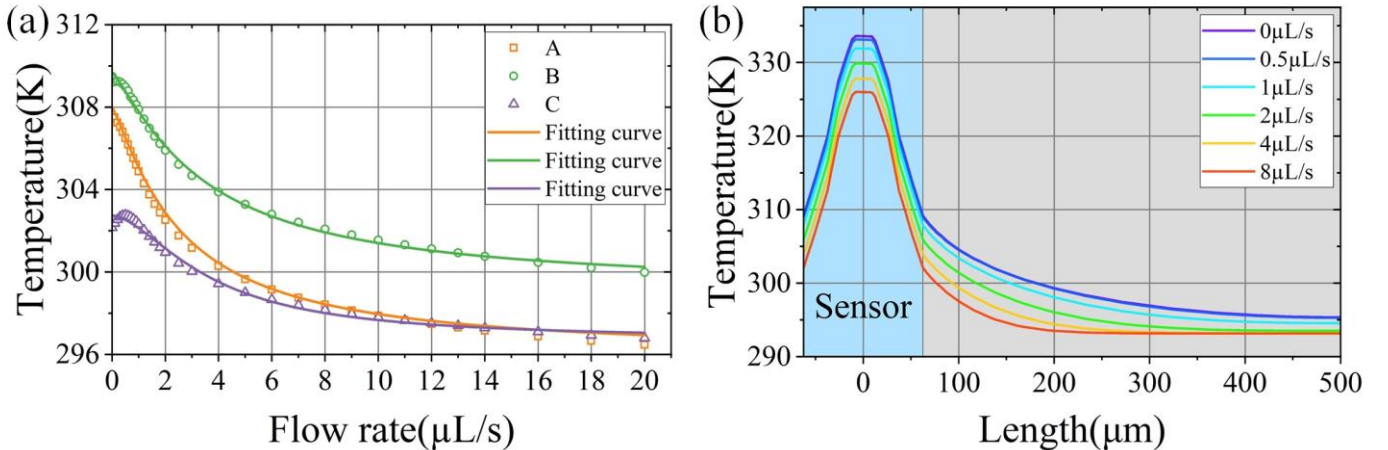 (a)
Temperature(K)
312
308
304
300
296
A
B
C
Fitting curve
Fitting curve
Fitting curve
0 2 4 6 8 10 12 14 16 18 20
Flow rate(μL/s)
(b)
Temperature(K)
330
320
310
300
290
0μL/s
0.5μL/s
1μL/s
2μL/s
4μL/s
8μL/s
Sensor
0 100 200 300 400 500
Length(μm)